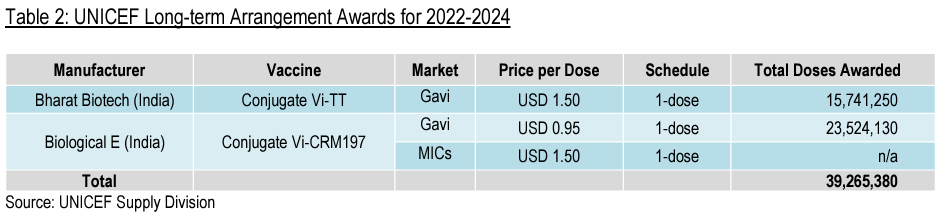 Table 2: UNICEF Long-term Arrangement Awards for 2022-2024
Manufacturer Vaccine Market Price per Dose Schedule Total Doses Awarded
Bharat Biotech (India) Conjugate Vi-TT Gavi USD 1.50 1-dose 15,741,250
Biological E (India) Conjugate Vi-CRM197 Gavi USD 0.95 1-dose 23,524,130
MICs USD 1.50 1-dose n/a
Total 39,265,380
Source: UNICEF Supply Division